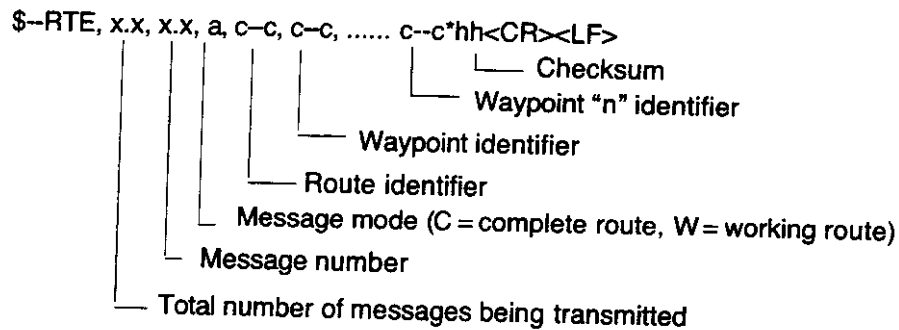 $--RTE, x.x, x.x, a, c–c, c–c, ...... c--c*hh<CR><LF>
Checksum
Waypoint "n" identifier
Waypoint identifier
Route identifier
Message mode (C = complete route, W = working route)
Message number
Total number of messages being transmitted